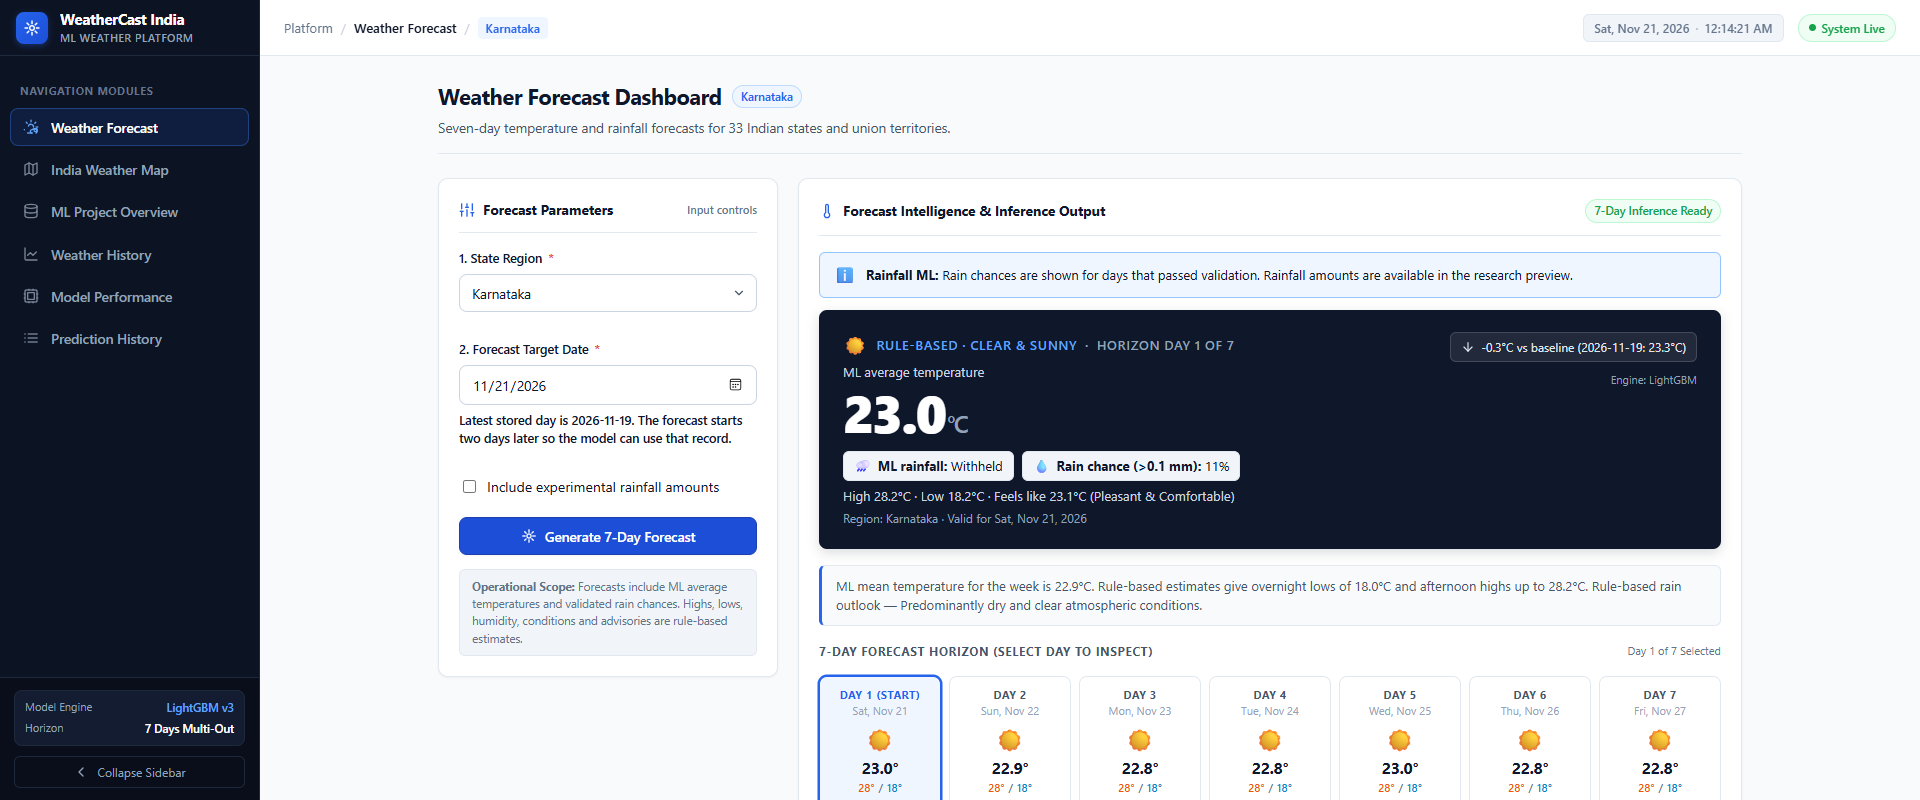 WeatherCast India
ML WEATHER PLATFORM
NAVIGATION MODULES
Weather Forecast
India Weather Map
ML Project Overview
Weather History
Model Performance
Prediction History
Model Engine LightGBM v3
Horizon 7 Days Multi-Out
Collapse Sidebar
Platform / Weather Forecast / Karnataka
Sat, Nov 21, 2026 · 12:14:21 AM
System Live
Weather Forecast Dashboard Karnataka
Seven-day temperature and rainfall forecasts for 33 Indian states and union territories.
Forecast Parameters Input controls
1. State Region *
Karnataka
2. Forecast Target Date *
11/21/2026
Latest stored day is 2026-11-19. The forecast starts
two days later so the model can use that record.
Include experimental rainfall amounts
Generate 7-Day Forecast
Operational Scope: Forecasts include ML average
temperatures and validated rain chances. Highs, lows,
humidity, conditions and advisories are rule-based
estimates.
Forecast Intelligence & Inference Output 7-Day Inference Ready
Rainfall ML: Rain chances are shown for days that passed validation. Rainfall amounts are available in the research preview.
RULE-BASED · CLEAR & SUNNY · HORIZON DAY 1 OF 7
-0.3°C vs baseline (2026-11-19: 23.3°C)
Engine: LightGBM
ML average temperature
23.0°C
ML rainfall: Withheld
Rain chance (>0.1 mm): 11%
High 28.2°C · Low 18.2°C · Feels like 23.1°C (Pleasant & Comfortable)
Region: Karnataka · Valid for Sat, Nov 21, 2026
ML mean temperature for the week is 22.9°C. Rule-based estimates give overnight lows of 18.0°C and afternoon highs up to 28.2°C. Rule-based rain
outlook — Predominantly dry and clear atmospheric conditions.
7-DAY FORECAST HORIZON (SELECT DAY TO INSPECT) Day 1 of 7 Selected
DAY 1 (START)
Sat, Nov 21
23.0°
28° / 18°
DAY 2
Sun, Nov 22
22.9°
28° / 18°
DAY 3
Mon, Nov 23
22.8°
28° / 18°
DAY 4
Tue, Nov 24
22.8°
28° / 18°
DAY 5
Wed, Nov 25
23.0°
28° / 18°
DAY 6
Thu, Nov 26
22.8°
28° / 18°
DAY 7
Fri, Nov 27
22.8°
28° / 18°